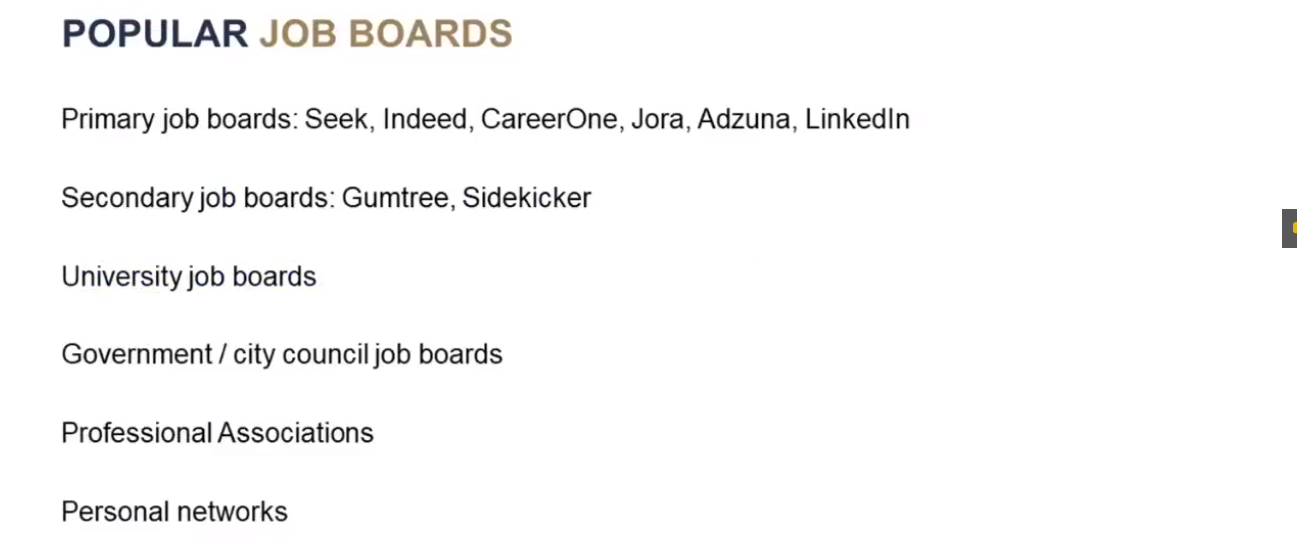 POPULAR JOB BOARDS
Primary job boards: Seek, Indeed, CareerOne, Jora, Adzuna, LinkedIn
Secondary job boards: Gumtree, Sidekicker
University job boards
Government / city council job boards
Professional Associations
Personal networks